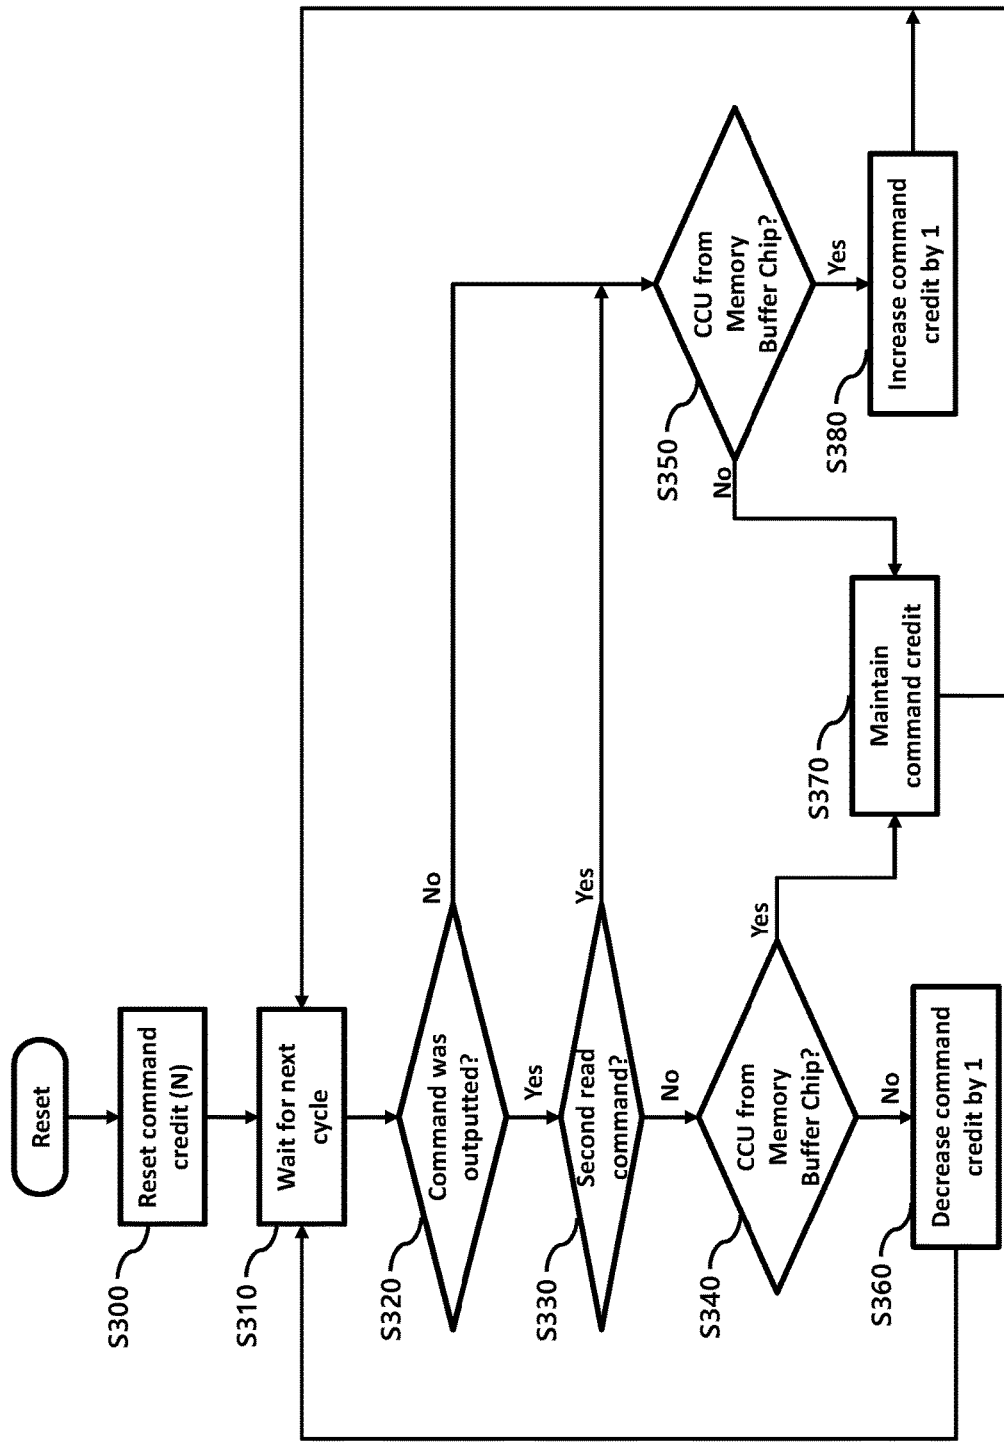 Reset
S300
Reset command
credit (N)
S310
Wait for next
cycle
S320
Command was
outputted?
No
Yes
S330
Second read
command?
Yes
No
S340
CCU from
Memory
Buffer Chip?
Yes
No
S350
CCU from
Memory
Buffer Chip?
No
Yes
S360
Decrease command
credit by 1
S370
Maintain
command credit
S380
Increase command
credit by 1